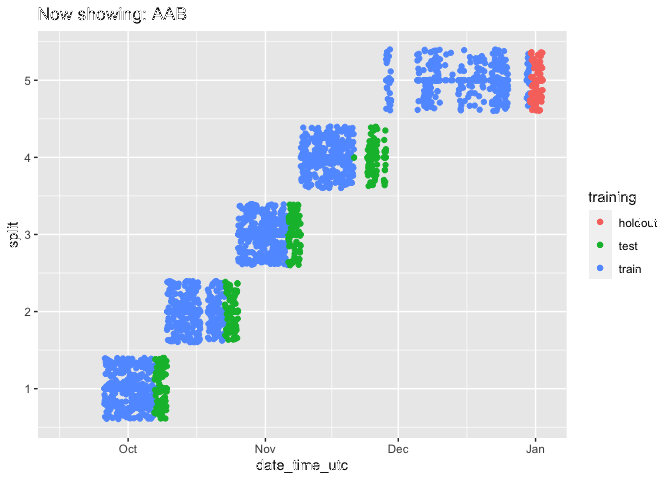 Now showing: AAB
5
4
3
2
1
split
Oct
Nov
Dec
Jan
date_time_utc
training
holdout
test
train